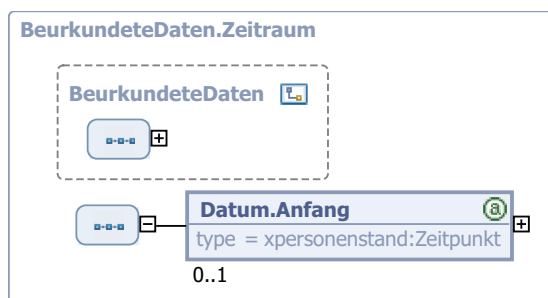 BeurkundeteDaten.Zeitraum
BeurkundeteDaten
Datum.Anfang
type = xpersonenstand:Zeitpunkt
0..1